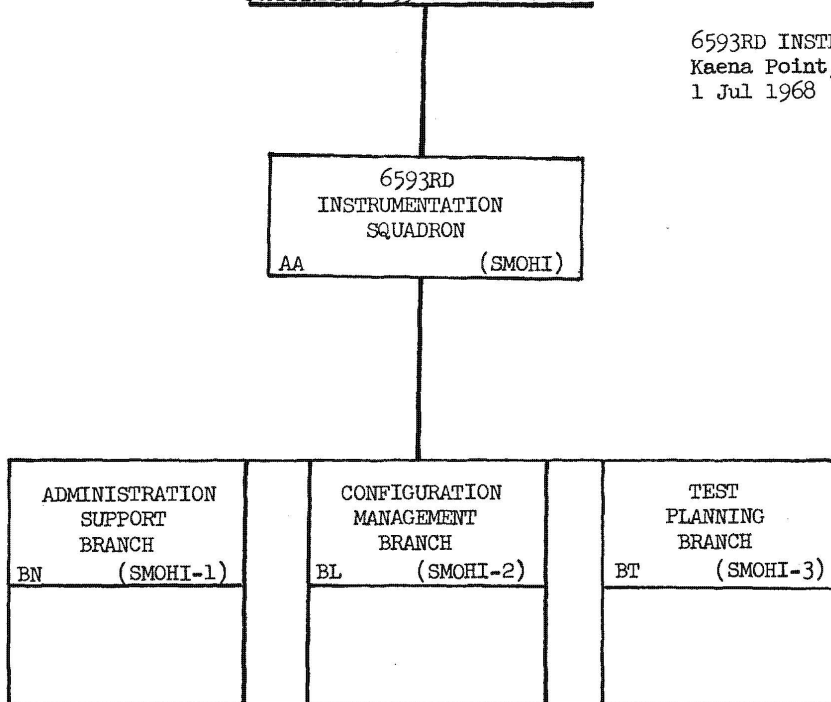 6593RD
Kaena Point,
1 Jul 1968
6593RD
INSTRUMENTATION
SQUADRON
AA (SMOHI)
ADMINISTRATION
SUPPORT
BRANCH
BN (SMOHI-1)
CONFIGURATION
MANAGEMENT
BRANCH
BL (SMOHI-2)
TEST
PLANNING
BRANCH
BT (SMOHI-3)